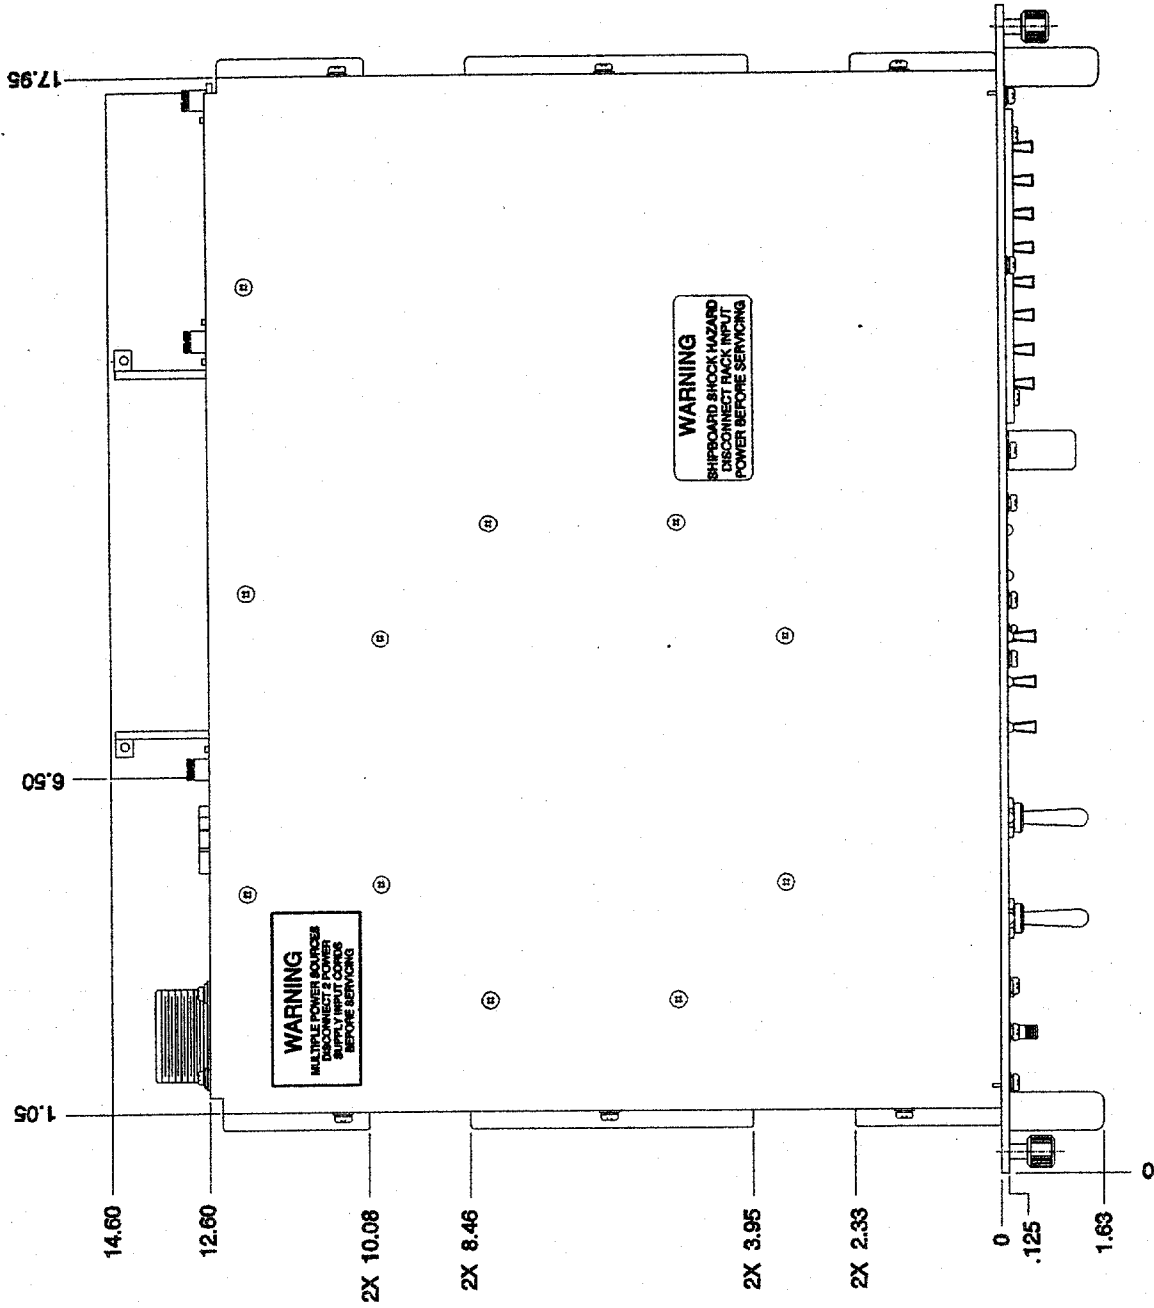 17.95
6.50
1.05
0
WARNING
SHIPBOARD SHOCK HAZARD
DISCONNECT RACK INPUT
POWER BEFORE SERVICING
WARNING
MULTIPLE POWER SOURCES
DISCONNECT 2 POWER
SUPPLY INPUT CORDS
BEFORE SERVICING
14.60
12.60
2X 10.08
2X 8.46
2X 3.95
2X 2.33
0
.125
1.63